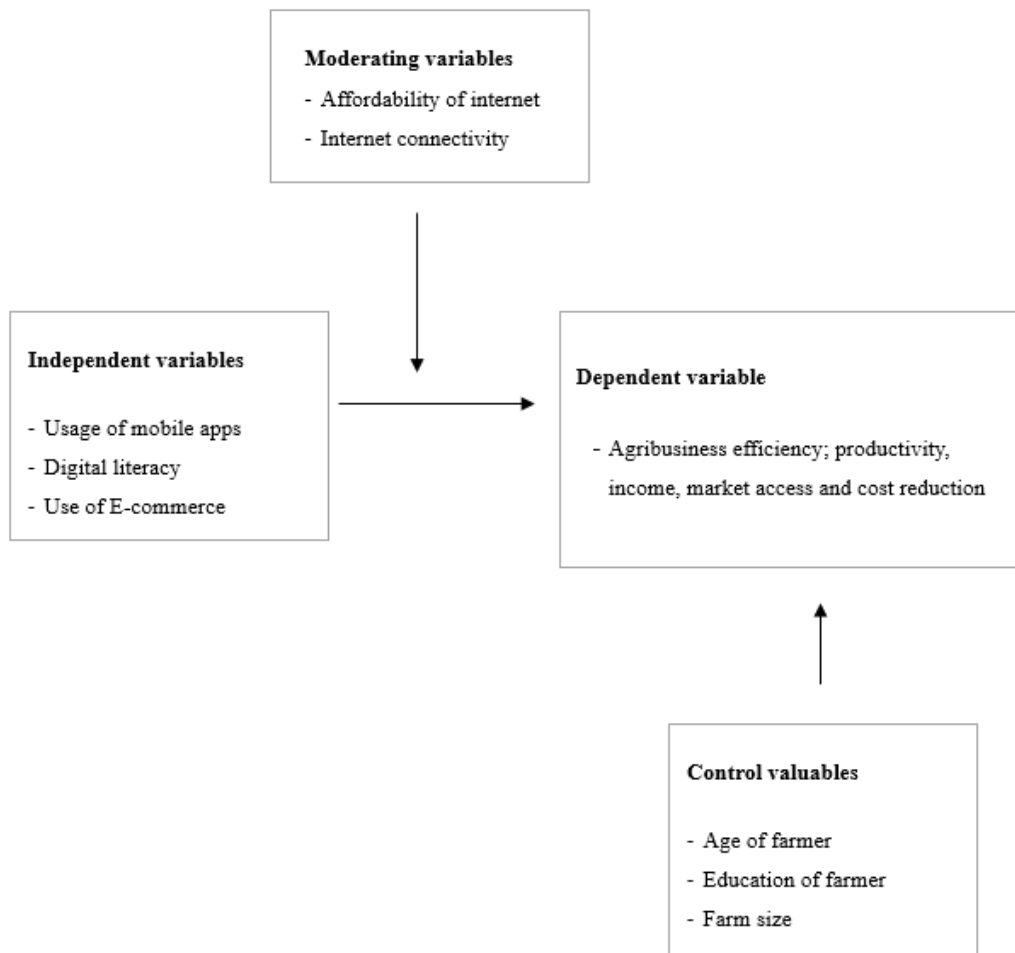 Moderating variables
- Affordability of internet
- Internet connectivity
Independent variables
- Usage of mobile apps
- Digital literacy
- Use of E-commerce
Dependent variable
- Agribusiness efficiency; productivity,
income, market access and cost reduction
Control valuables
- Age of farmer
- Education of farmer
- Farm size